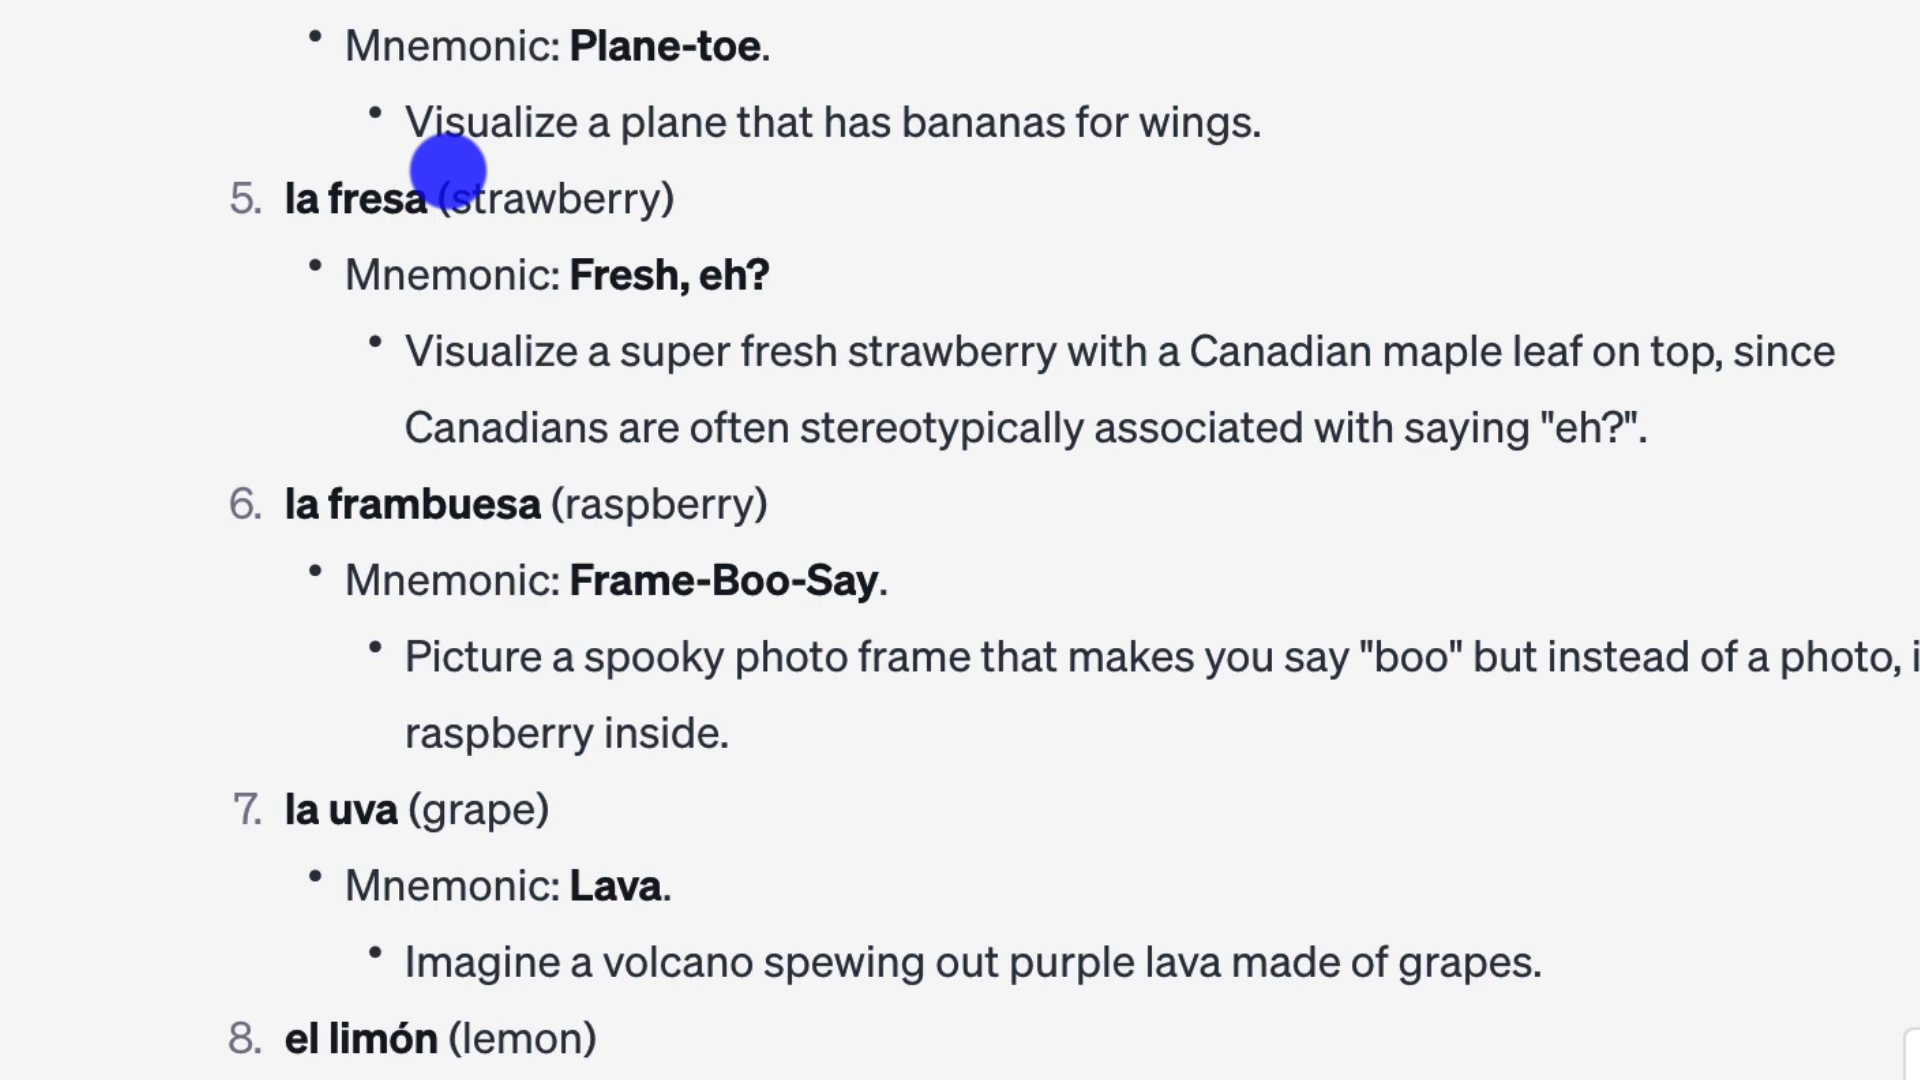 • Mnemonic: Plane-toe.
• Visualize a plane that has bananas for wings.
5. la fresa (strawberry)
• Mnemonic: Fresh, eh?
• Visualize a super fresh strawberry with a Canadian maple leaf on top, since
Canadians are often stereotypically associated with saying "eh?".
6. la frambuesa (raspberry)
• Mnemonic: Frame-Boo-Say.
• Picture a spooky photo frame that makes you say "boo" but instead of a photo,
raspberry inside.
7. la uva (grape)
• Mnemonic: Lava.
• Imagine a volcano spewing out purple lava made of grapes.
8. el limón (lemon)